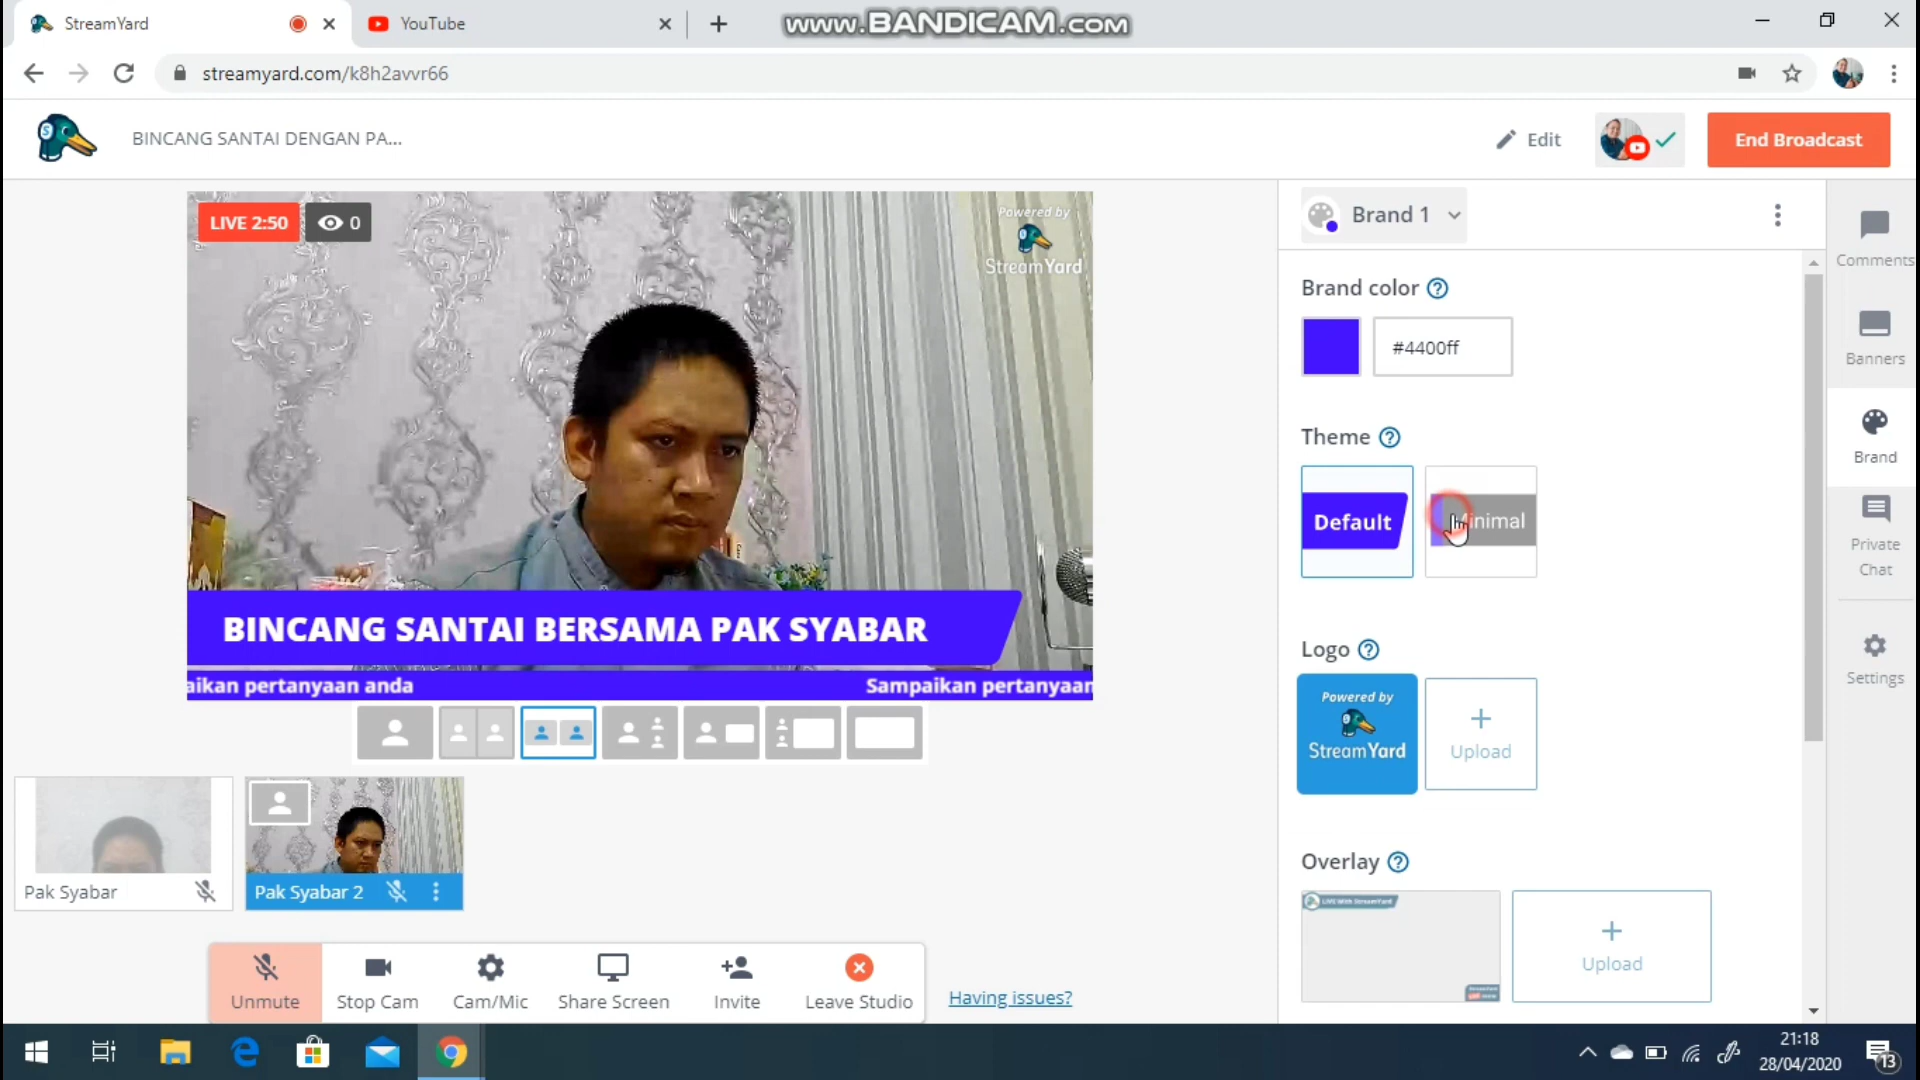 StreamYard
YouTube
www.BANDICAM.com
streamyard.com/k8h2avvr66
BINCANG SANTAI DENGAN PA...
Edit
End Broadcast
LIVE 2:50
0
Powered by
StreamYard
BINCANG SANTAI BERSAMA PAK SYABAR
aikan pertanyaan anda
Sampaikan pertanyaan
Pak Syabar
Pak Syabar 2
Unmute
Stop Cam
Cam/Mic
Share Screen
Invite
Leave Studio
Having issues?
Brand 1
Brand color
#4400ff
Theme
Default
Minimal
Logo
Powered by
StreamYard
Upload
Overlay
LIVE With StreamYard
Upload
Comments
Banners
Brand
Private
Chat
Settings
21:18
28/04/2020
13